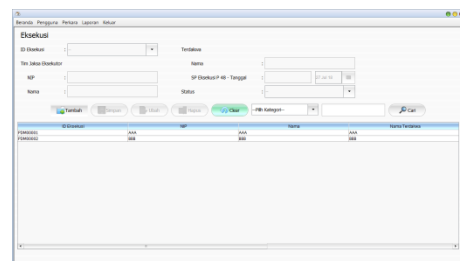 Beranda Pengguna Perkara Laporan Keluar
Eksekusi
ID Eksekusi : -
Terdakwa
Tim Jaksa Eksekutor
Nama :
NIP :
SP Eksekusi P 48 - Tanggal :
Nama :
Status : -
Tambah Simpan Ubah Hapus Clear --Pilih Kategori-- Cari
ID Eksekusi NIP Nama Nama Terdakwa
AAA AAA AAA
BBB BBB BBB